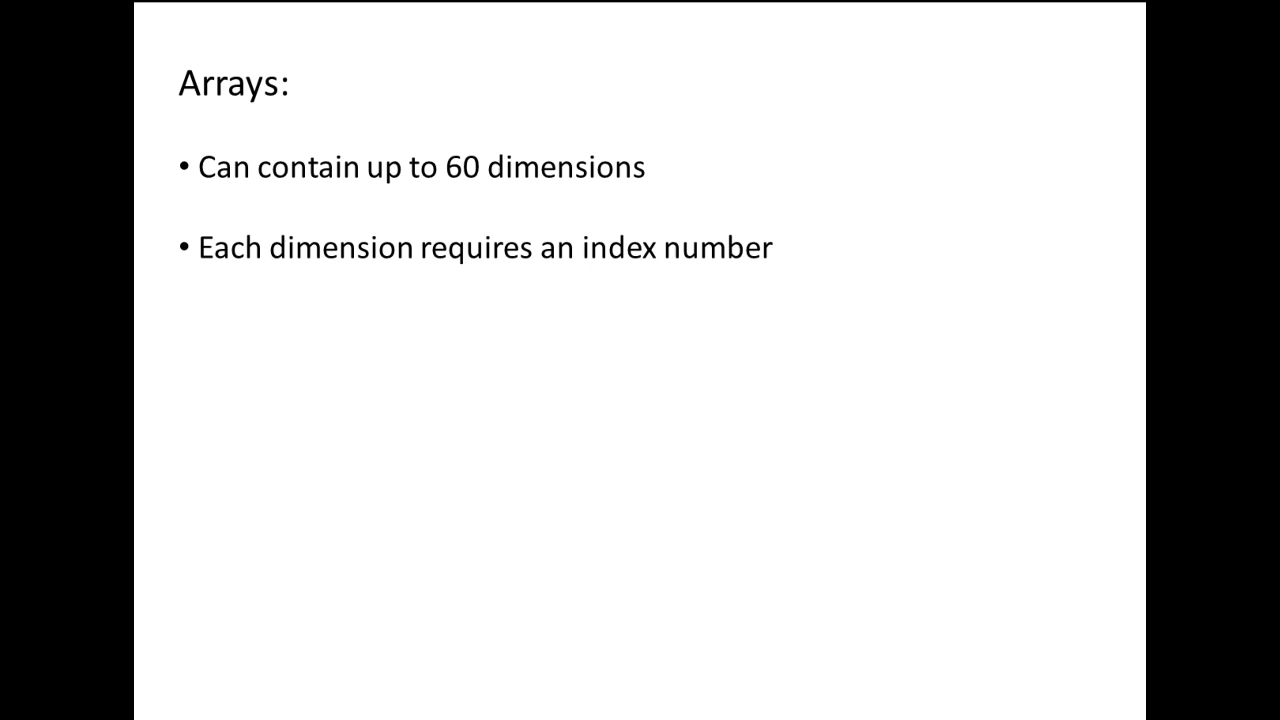 Arrays:
• Can contain up to 60 dimensions
• Each dimension requires an index number